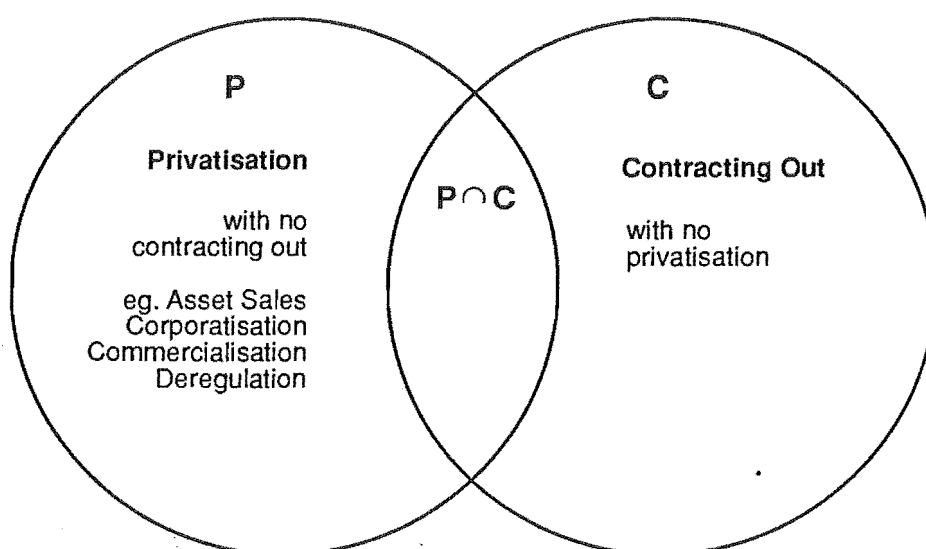 P
Privatisation
with no
contracting out
eg. Asset Sales
Corporatisation
Commercialisation
Deregulation
P ∩ C
C
Contracting Out
with no
privatisation